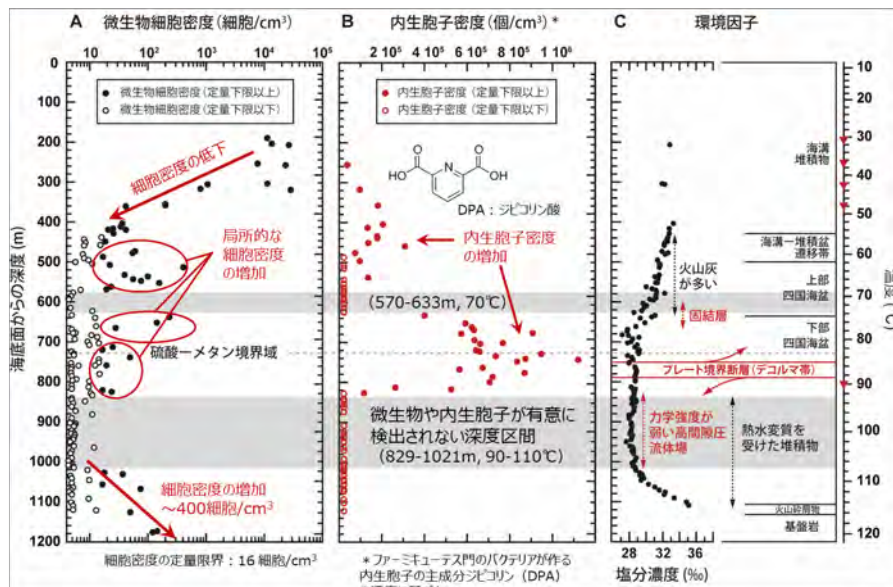 A 微生物細胞密度(細胞/cm³)
10 10² 10³ 10⁴ 10⁵
海底面からの深度(m)
0
100
200
300
400
500
600
700
800
900
1000
1100
1200
微生物細胞密度(定量下限以上)
微生物細胞密度(定量下限以下)
細胞密度の低下
局所的な
細胞密度
の増加
硫酸ーメタン境界域
細胞密度の増加
～400細胞/cm³
細胞密度の定量限界：16 細胞/cm³
B 内生胞子密度(個/cm³) *
2 10⁵ 4 10⁵ 6 10⁵ 8 10⁵ 1 10⁶
内生胞子密度(定量下限以上)
内生胞子密度(定量下限以下)
O O
N
OH OH
DPA：ジピコリン酸
内生胞子密度
の増加
(570-633m, 70℃)
微生物や内生胞子が有意に
検出されない深度区間
(829-1021m, 90-110℃)
*ファーミキューテス門のバクテリアが作る
内生胞子の主成分ジピコリン(DPA)
C 環境因子
10
20
30
40
50
60
70
80
90
100
110
120
海溝
堆積物
海溝ー堆積盆
遷移帯
火山灰
が多い
上部
四国海盆
固結層
下部
四国海盆
プレート境界断層(デコルマ帯)
力学強度が
弱い高間隙圧
流体場
熱水変質を
受けた堆積物
火山砕屑物
基盤岩
28 32 36
塩分濃度(‰)